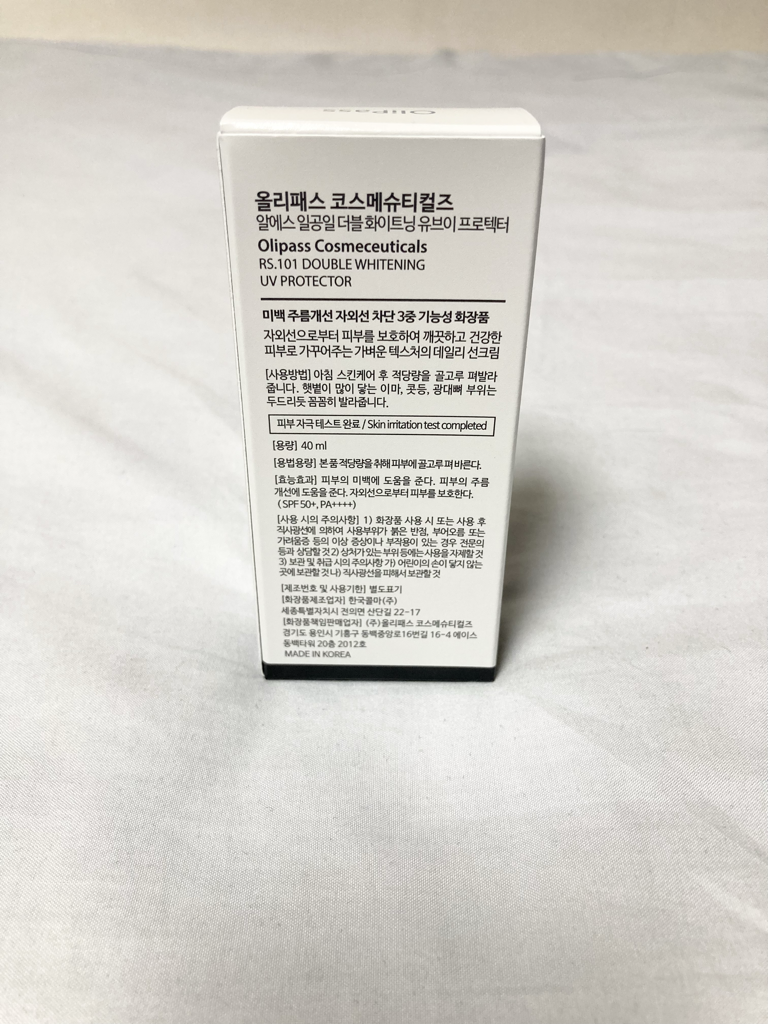 OliPass
올리패스 코스메슈티컬즈
알에스 일공일 더블 화이트닝 유브이 프로텍터
Olipass Cosmeceuticals
RS.101 DOUBLE WHITENING
UV PROTECTOR
미백 주름개선 자외선 차단 3중 기능성 화장품
자외선으로부터 피부를 보호하여 깨끗하고 건강한
피부로 가꾸어주는 가벼운 텍스처의 데일리 선크림
[사용방법] 아침 스킨케어 후 적당량을 골고루 펴발라
줍니다. 햇볕이 많이 닿는 이마, 콧등, 광대뼈 부위는
두드리듯 꼼꼼히 발라줍니다.
피부 자극 테스트 완료 / Skin irritation test completed
[용량] 40 ml
[용법용량] 본 품 적당량을 취해 피부에 골고루 펴 바른다.
[효능효과] 피부의 미백에 도움을 준다. 피부의 주름
개선에 도움을 준다. 자외선으로부터 피부를 보호한다.
( SPF 50+, PA++++)
[사용 시의 주의사항] 1) 화장품 사용 시 또는 사용 후
직사광선에 의하여 사용부위가 붉은 반점, 부어오름 또는
가려움증 등의 이상 증상이나 부작용이 있는 경우 전문의
등과 상담할 것 2) 상처가 있는 부위 등에는 사용을 자제할 것
3) 보관 및 취급 시의 주의사항 가) 어린이의 손이 닿지 않는
곳에 보관할 것 나) 직사광선을 피해서 보관할 것
[제조번호 및 사용기한] 별도표기
[화장품제조업자] 한국콜마(주)
세종특별자치시 전의면 산단길 22-17
[화장품책임판매업자] (주)올리패스 코스메슈티컬즈
경기도 용인시 기흥구 동백중앙로16번길 16-4 에이스
동백타워 20층 2012호
MADE IN KOREA